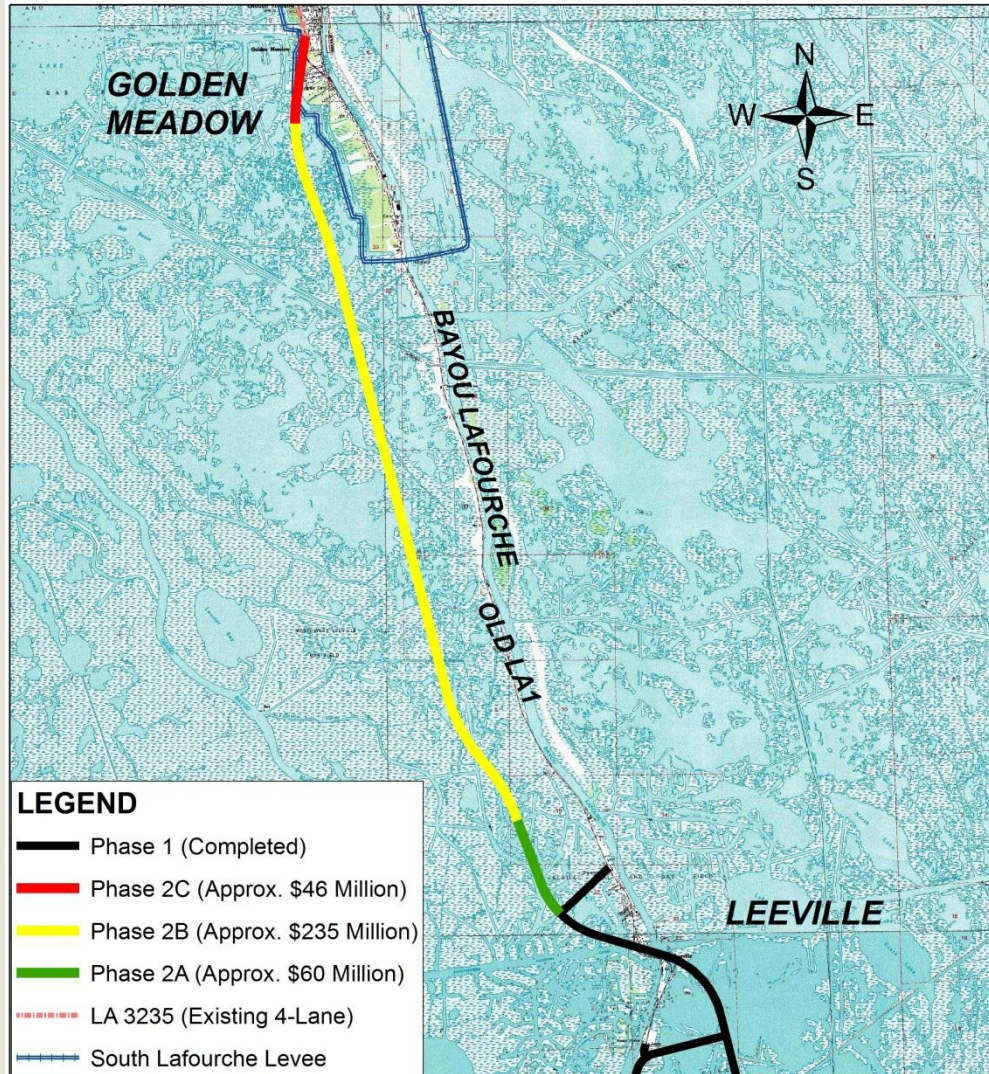 GOLDEN
MEADOW
N
W
E
S
BAYOU LAFOURCHE
OLD LA1
LEEVILLE
LEGEND
Phase 1 (Completed)
Phase 2C (Approx. $46 Million)
Phase 2B (Approx. $235 Million)
Phase 2A (Approx. $60 Million)
LA 3235 (Existing 4-Lane)
South Lafourche Levee